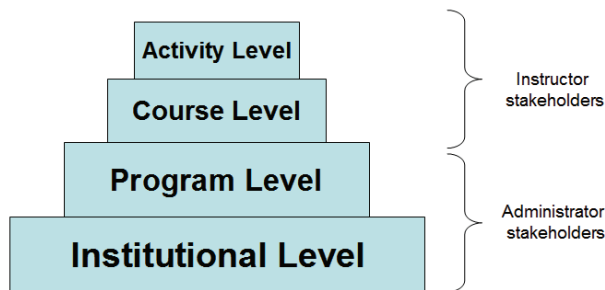 Activity Level
Course Level
Program Level
Institutional Level
Instructor
stakeholders
Administrator
stakeholders